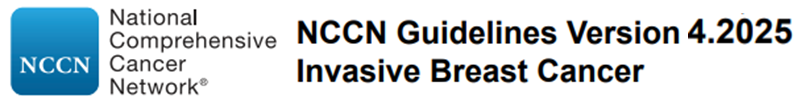 NCCN
National
Comprehensive
Cancer
Network®
NCCN Guidelines Version 4.2025
Invasive Breast Cancer